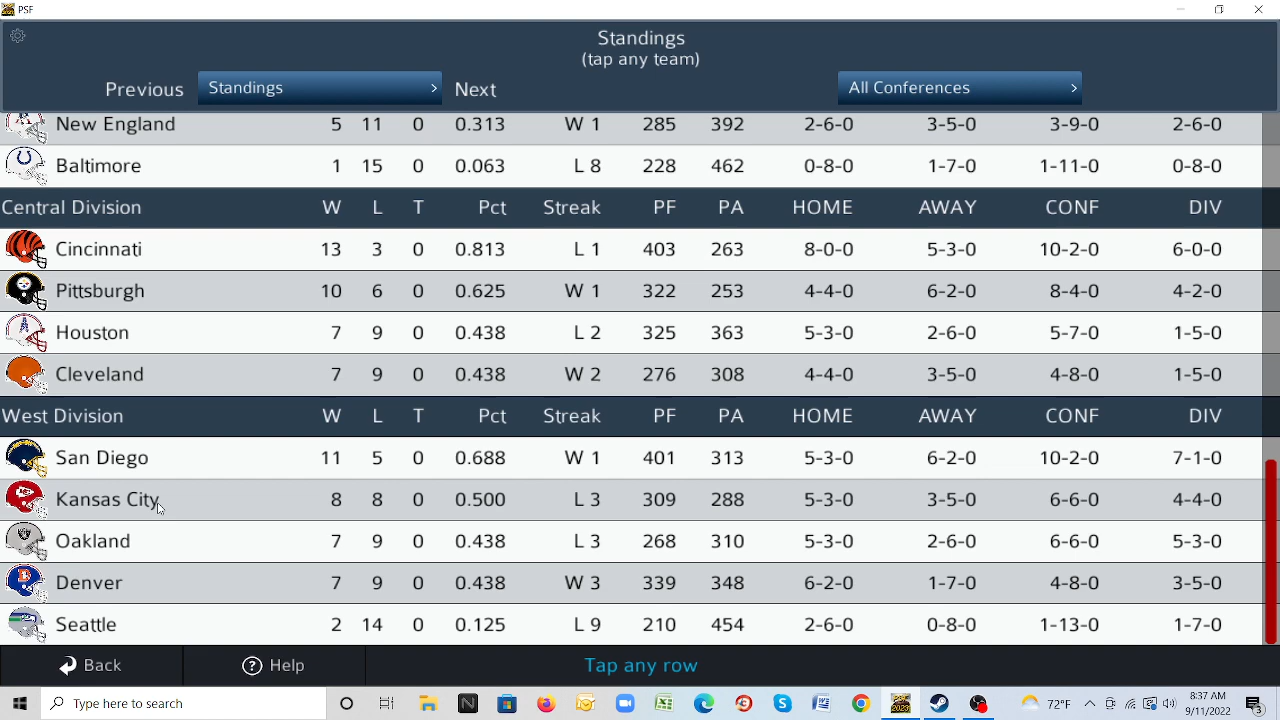 PSF
Standings
(tap any team)
Previous Standings > Next All Conferences >
New England 5 11 0 0.313 W 1 285 392 2-6-0 3-5-0 3-9-0 2-6-0
Baltimore 1 15 0 0.063 L 8 228 462 0-8-0 1-7-0 1-11-0 0-8-0
Central Division W L T Pct Streak PF PA HOME AWAY CONF DIV
Cincinnati 13 3 0 0.813 L 1 403 263 8-0-0 5-3-0 10-2-0 6-0-0
Pittsburgh 10 6 0 0.625 W 1 322 253 4-4-0 6-2-0 8-4-0 4-2-0
Houston 7 9 0 0.438 L 2 325 363 5-3-0 2-6-0 5-7-0 1-5-0
Cleveland 7 9 0 0.438 W 2 276 308 4-4-0 3-5-0 4-8-0 1-5-0
West Division W L T Pct Streak PF PA HOME AWAY CONF DIV
San Diego 11 5 0 0.688 W 1 401 313 5-3-0 6-2-0 10-2-0 7-1-0
Kansas City 8 8 0 0.500 L 3 309 288 5-3-0 3-5-0 6-6-0 4-4-0
Oakland 7 9 0 0.438 L 3 268 310 5-3-0 2-6-0 6-6-0 5-3-0
Denver 7 9 0 0.438 W 3 339 348 6-2-0 1-7-0 4-8-0 3-5-0
Seattle 2 14 0 0.125 L 9 210 454 2-6-0 0-8-0 1-13-0 1-7-0
Back ? Help Tap any row
Type here to search 72°F 8:37 AM
9/11/2022 3